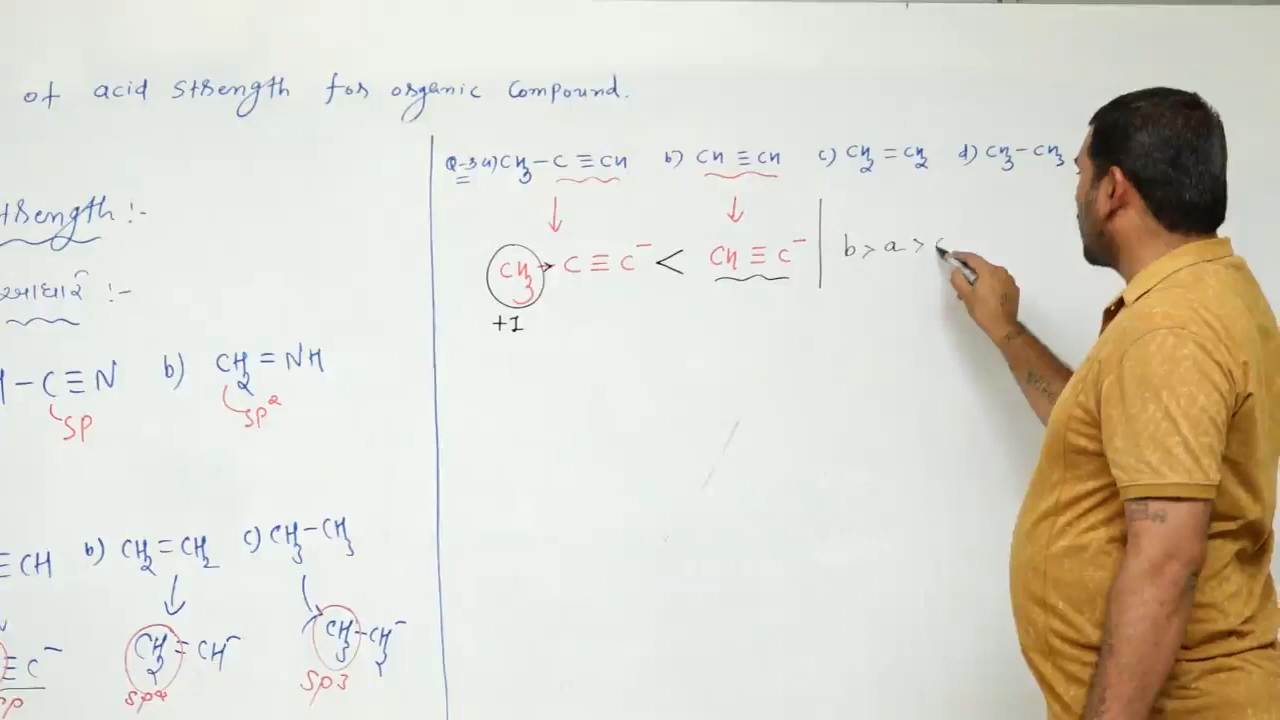 of acid strength for organic Compound.
strength :-
આધારે :-
– C ≡ N b) CH₂ = NH
sp sp²
≡ CH b) CH₂ = CH₂ c) CH₃ – CH₃
≡ C⁻ CH₂ = CH⁻ CH₃ – CH₂⁻
sp sp² sp3
Q-3 a) CH₃ – C ≡ CH b) CH ≡ CH c) CH₂ = CH₂ d) CH₃ – CH₃
CH₃ → C ≡ C⁻ < CH ≡ C⁻ b > a > c
+I